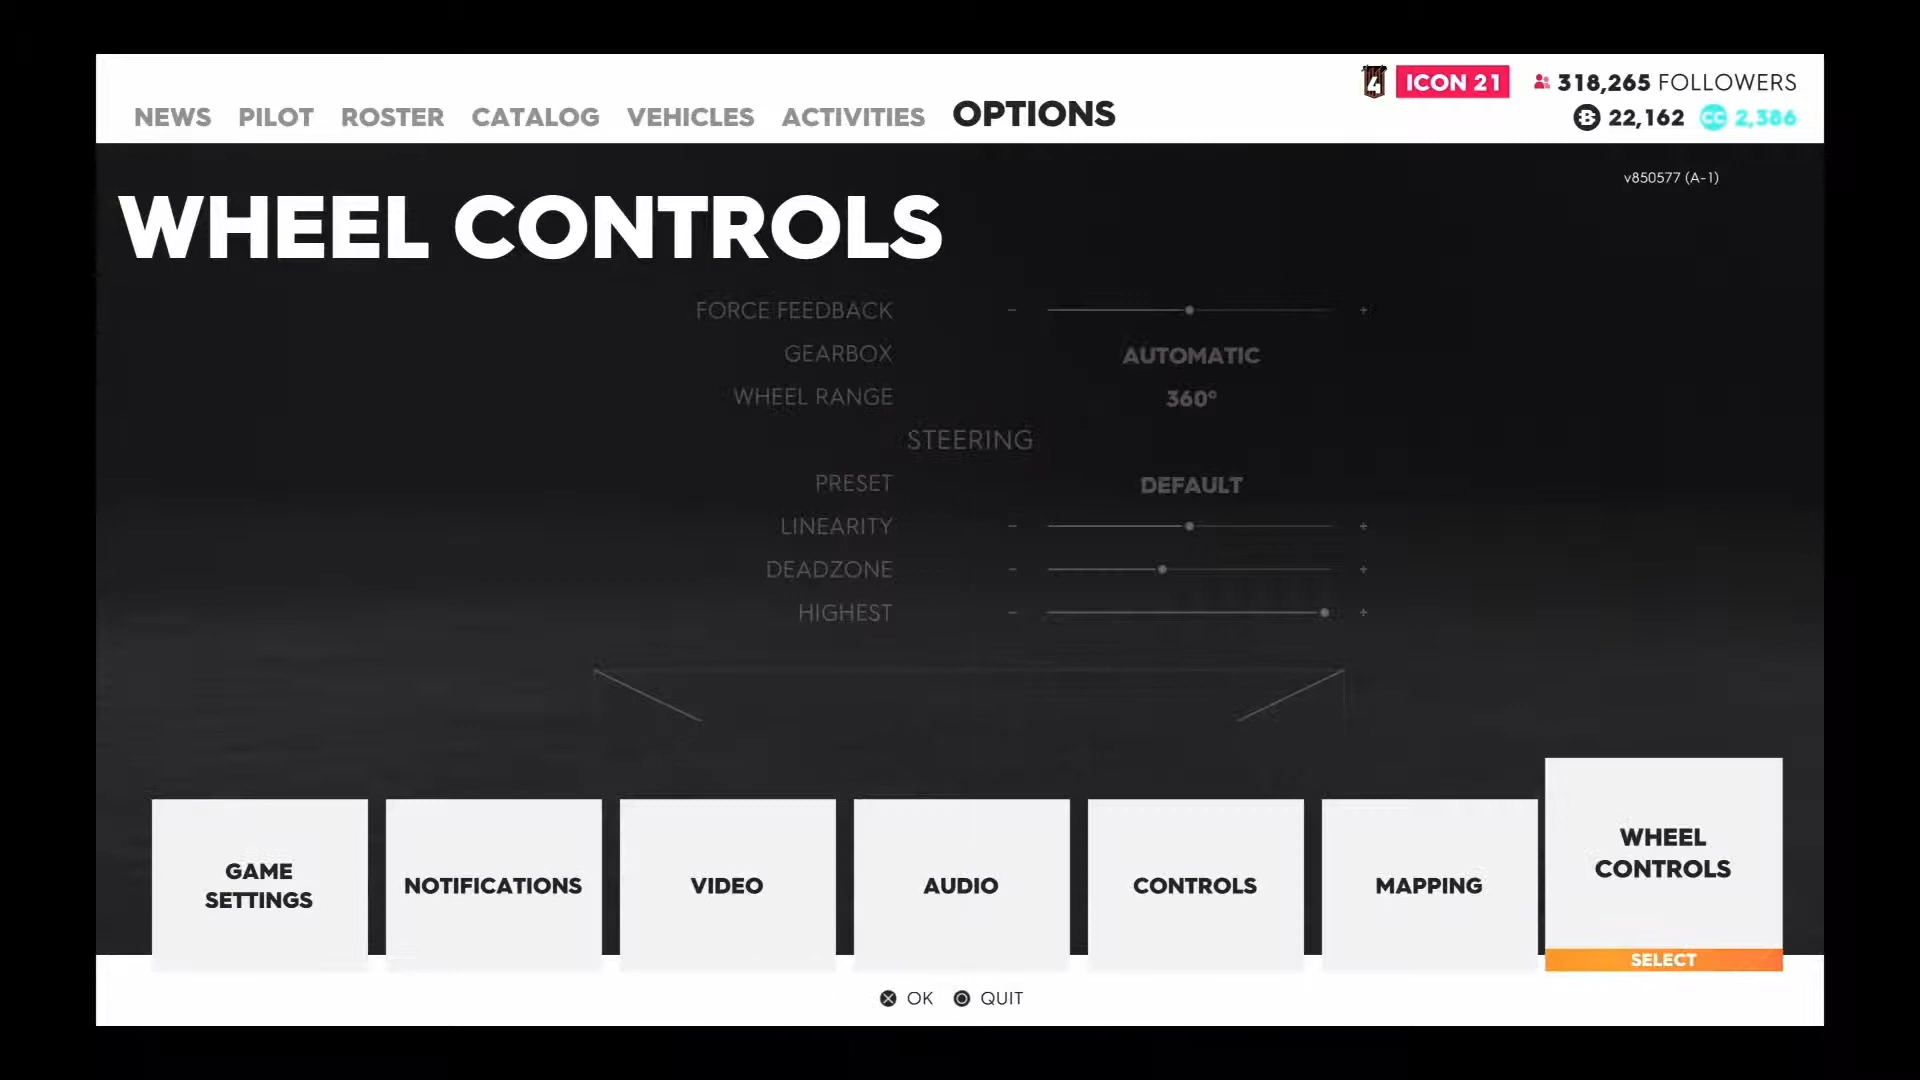 NEWS PILOT ROSTER CATALOG VEHICLES ACTIVITIES OPTIONS
4 ICON 21 318,265 FOLLOWERS
22,162 CC 2,386
v850577 (A-1)
WHEEL CONTROLS
FORCE FEEDBACK - +
GEARBOX AUTOMATIC
WHEEL RANGE 360°
STEERING
PRESET DEFAULT
LINEARITY - +
DEADZONE - +
HIGHEST - +
GAME
SETTINGS
NOTIFICATIONS
VIDEO
AUDIO
CONTROLS
MAPPING
WHEEL
CONTROLS
SELECT
OK QUIT